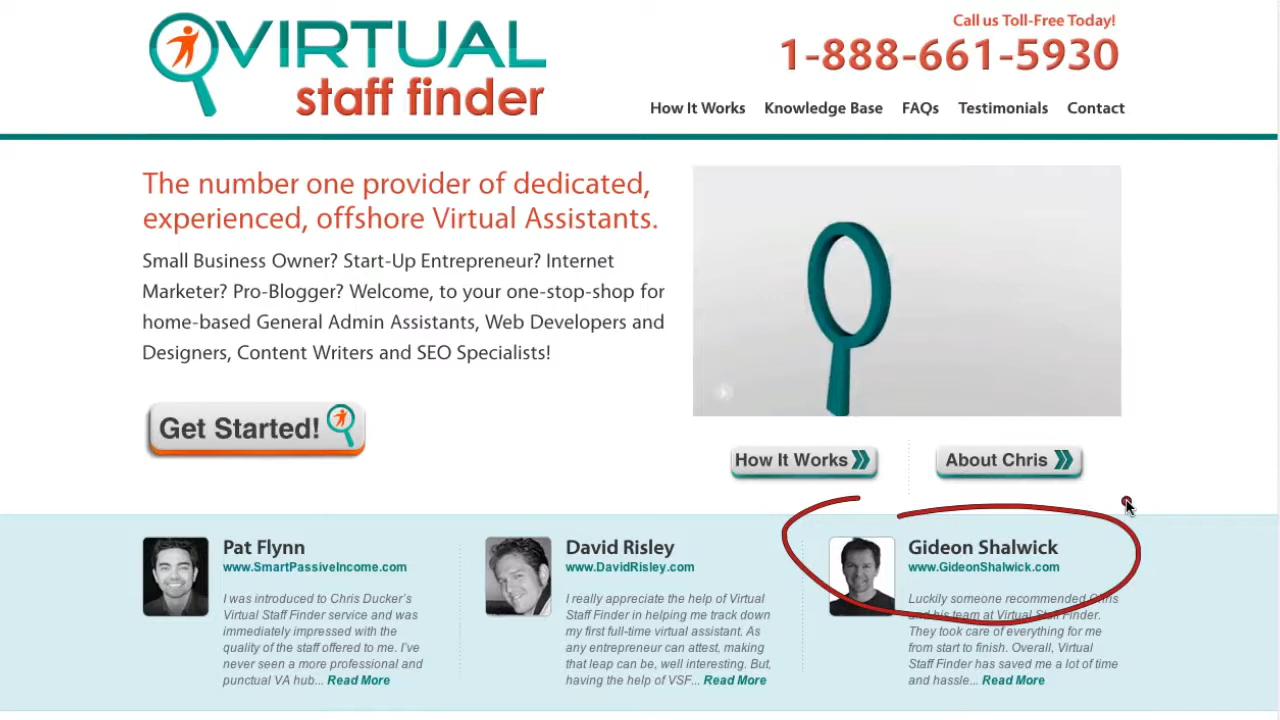 VIRTUAL
staff finder
Call us Toll-Free Today!
1-888-661-5930
How It Works Knowledge Base FAQs Testimonials Contact
The number one provider of dedicated,
experienced, offshore Virtual Assistants.
Small Business Owner? Start-Up Entrepreneur? Internet
Marketer? Pro-Blogger? Welcome, to your one-stop-shop for
home-based General Admin Assistants, Web Developers and
Designers, Content Writers and SEO Specialists!
Get Started!
How It Works
About Chris
Pat Flynn
www.SmartPassiveIncome.com
I was introduced to Chris Ducker's
Virtual Staff Finder service and was
immediately impressed with the
quality of the staff offered to me. I've
never seen a more professional and
punctual VA hub... Read More
David Risley
www.DavidRisley.com
I really appreciate the help of Virtual
Staff Finder in helping me track down
my first full-time virtual assistant. As
any entrepreneur can attest, making
that leap can be, well interesting. But,
having the help of VSF... Read More
Gideon Shalwick
www.GideonShalwick.com
Luckily someone recommended Chris
and his team at Virtual Staff Finder.
They took care of everything for me
from start to finish. Overall, Virtual
Staff Finder has saved me a lot of time
and hassle... Read More